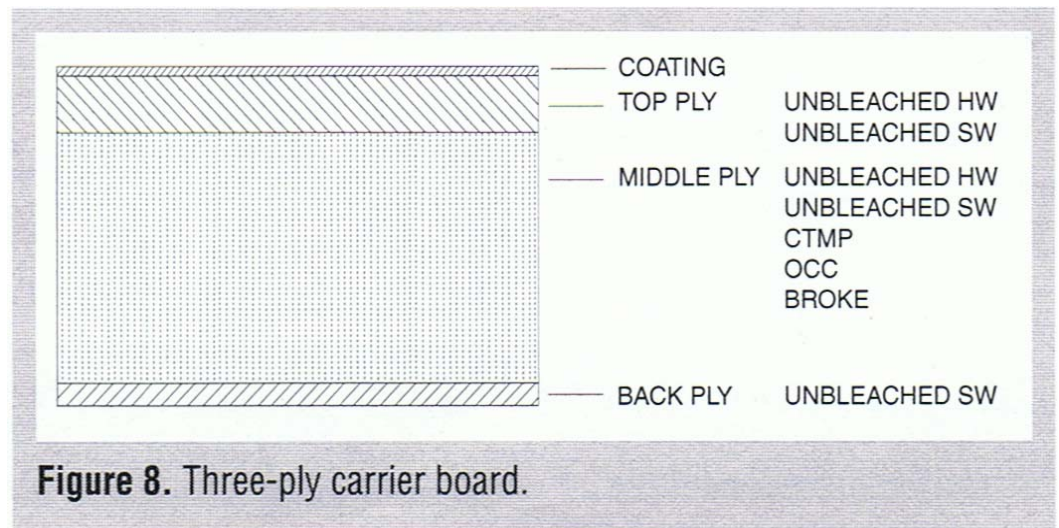 COATING
TOP PLY UNBLEACHED HW
UNBLEACHED SW
MIDDLE PLY UNBLEACHED HW
UNBLEACHED SW
CTMP
OCC
BROKE
BACK PLY UNBLEACHED SW
Figure 8. Three-ply carrier board.